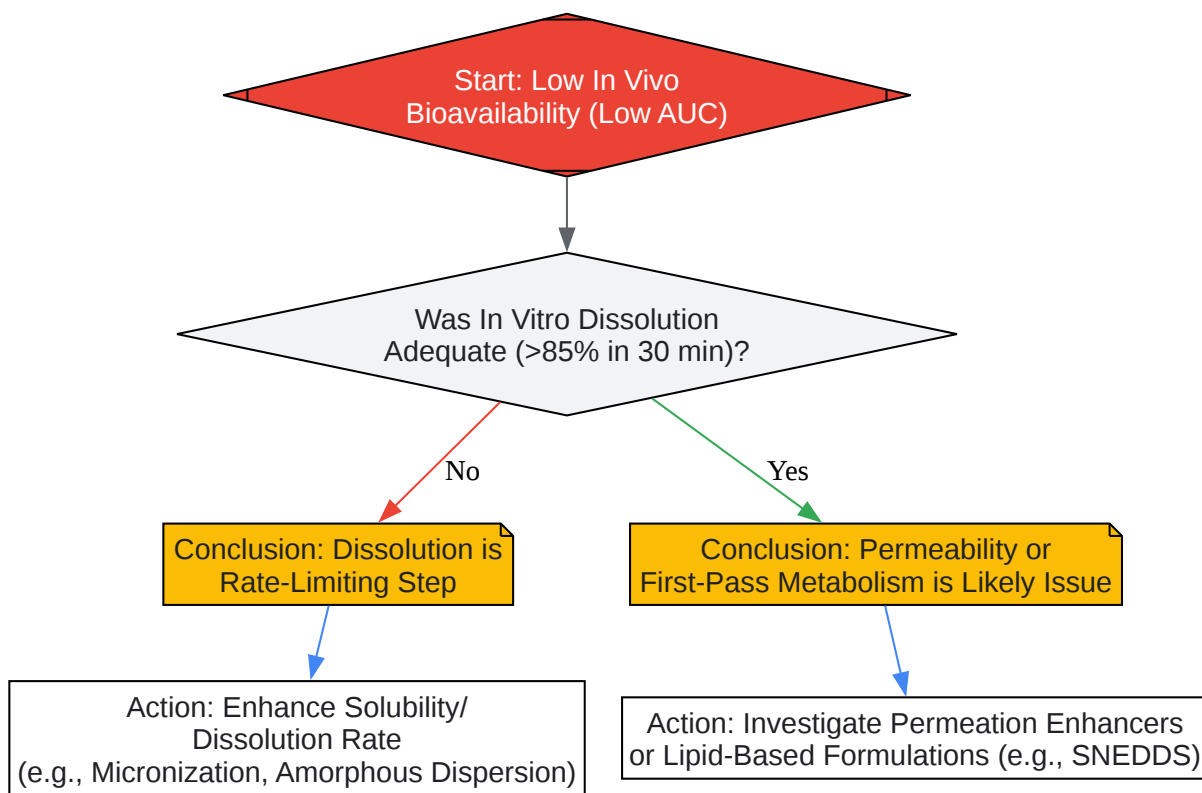 Start: Low In Vivo
Bioavailability (Low AUC)
Was In Vitro Dissolution
Adequate (>85% in 30 min)?
No
Yes
Conclusion: Dissolution is
Rate-Limiting Step
Conclusion: Permeability or
First-Pass Metabolism is Likely Issue
Action: Enhance Solubility/
Dissolution Rate
(e.g., Micronization, Amorphous Dispersion)
Action: Investigate Permeation Enhancers
or Lipid-Based Formulations (e.g., SNEDDS)